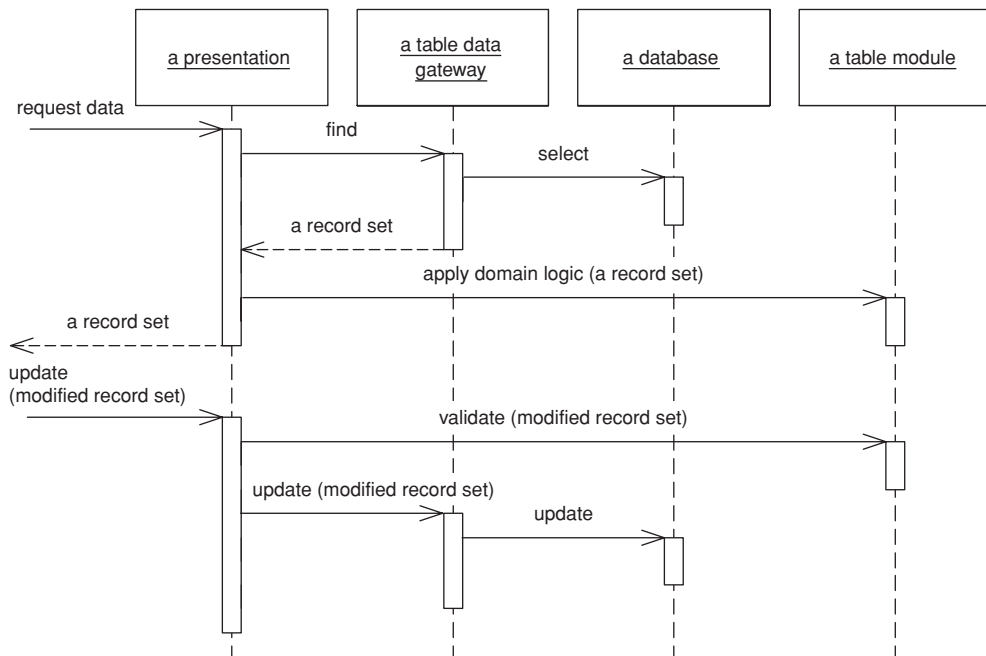 a presentation
a table data
gateway
a database
a table module
request data
find
select
a record set
apply domain logic (a record set)
a record set
update
(modified record set)
validate (modified record set)
update (modified record set)
update